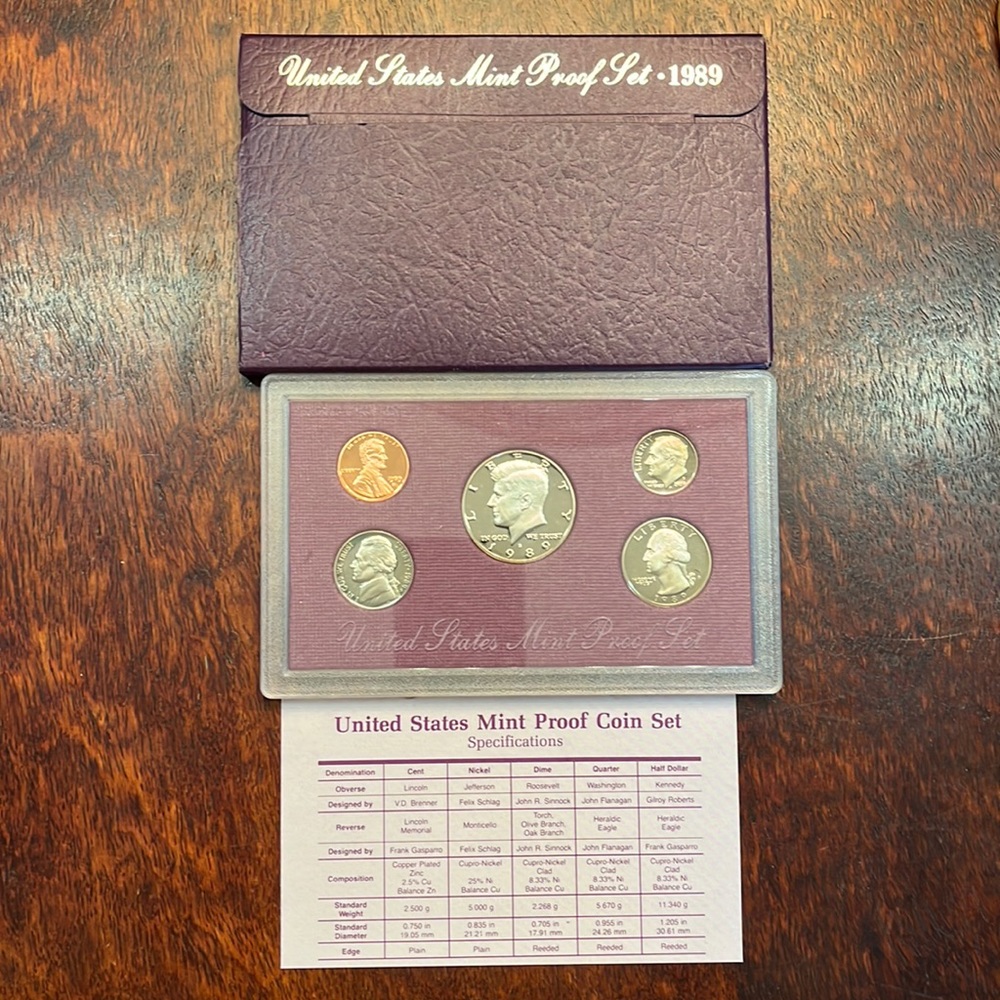 United States Mint Proof Set · 1989
LIBERTY
IN GOD WE TRUST
S
1989
LIBERTY
LIBERTY
1989
IN GOD WE TRUST
United States Mint Proof Set
United States Mint Proof Coin Set
Specifications
Denomination Cent Nickel Dime Quarter Half Dollar
Obverse Lincoln Jefferson Roosevelt Washington Kennedy
Designed by V.D. Brenner Felix Schlag John R. Sinnock John Flanagan Gilroy Roberts
Reverse Lincoln Memorial Monticello Torch, Olive Branch, Oak Branch Heraldic Eagle Heraldic Eagle
Designed by Frank Gasparro Felix Schlag John R. Sinnock John Flanagan Frank Gasparro
Composition Copper Plated Zinc 2.5% Cu Balance Zn Cupro-Nickel 25% Ni Balance Cu Cupro-Nickel Clad 8.33% Ni Balance Cu Cupro-Nickel Clad 8.33% Ni Balance Cu Cupro-Nickel Clad 8.33% Ni Balance Cu
Standard Weight 2.500 g 5.000 g 2.268 g 5.670 g 11.340 g
Standard Diameter 0.750 in 19.05 mm 0.835 in 21.21 mm 0.705 in 17.91 mm 0.955 in 24.26 mm 1.205 in 30.61 mm
Edge Plain Plain Reeded Reeded Reeded